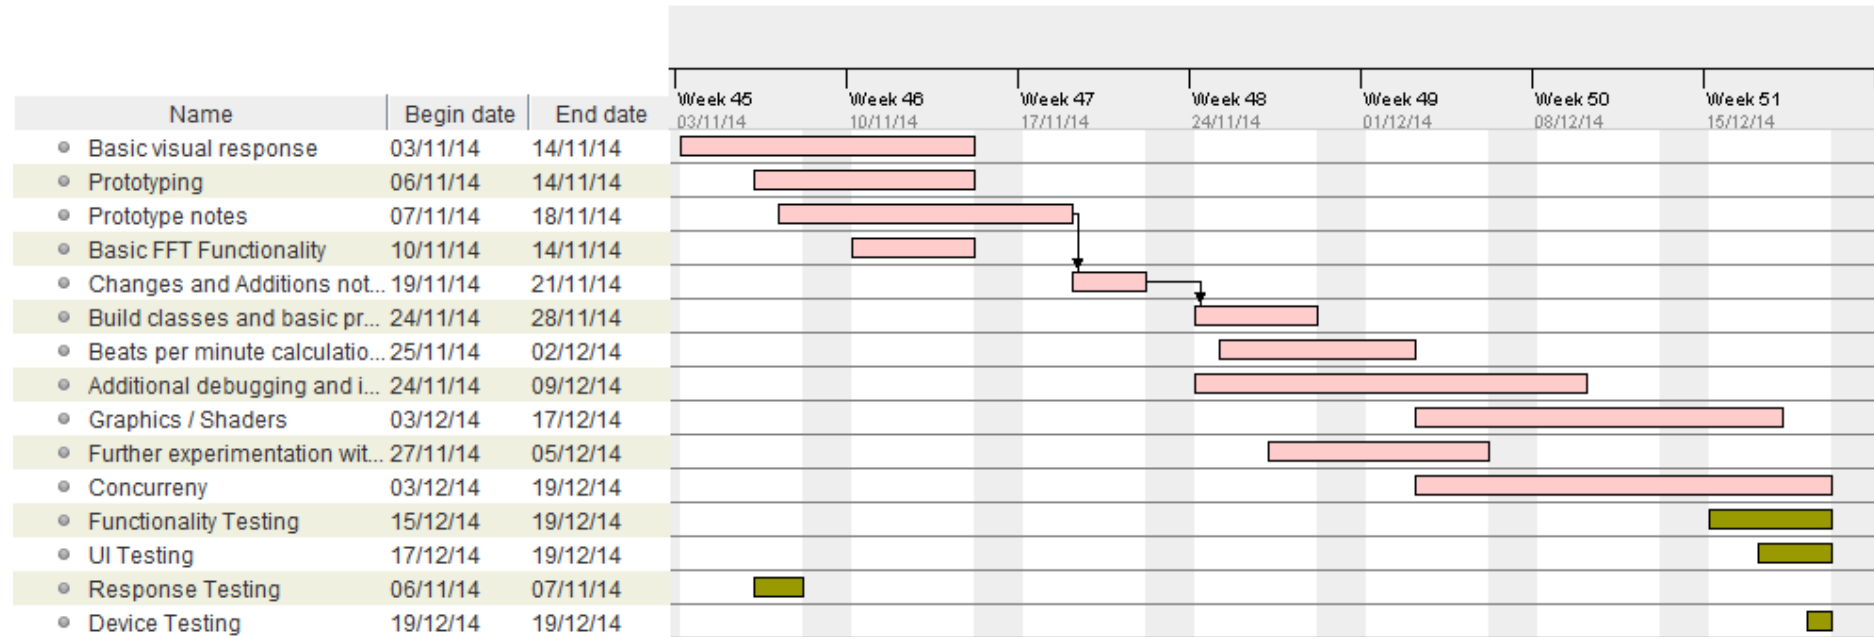 Week 45 Week 46 Week 47 Week 48 Week 49 Week 50 Week 51
Name Begin date End date 03/11/14 10/11/14 17/11/14 24/11/14 01/12/14 08/12/14 15/12/14
Basic visual response 03/11/14 14/11/14
Prototyping 06/11/14 14/11/14
Prototype notes 07/11/14 18/11/14
Basic FFT Functionality 10/11/14 14/11/14
Changes and Additions not... 19/11/14 21/11/14
Build classes and basic pr... 24/11/14 28/11/14
Beats per minute calculatio... 25/11/14 02/12/14
Additional debugging and i... 24/11/14 09/12/14
Graphics / Shaders 03/12/14 17/12/14
Further experimentation wit... 27/11/14 05/12/14
Concurreny 03/12/14 19/12/14
Functionality Testing 15/12/14 19/12/14
UI Testing 17/12/14 19/12/14
Response Testing 06/11/14 07/11/14
Device Testing 19/12/14 19/12/14